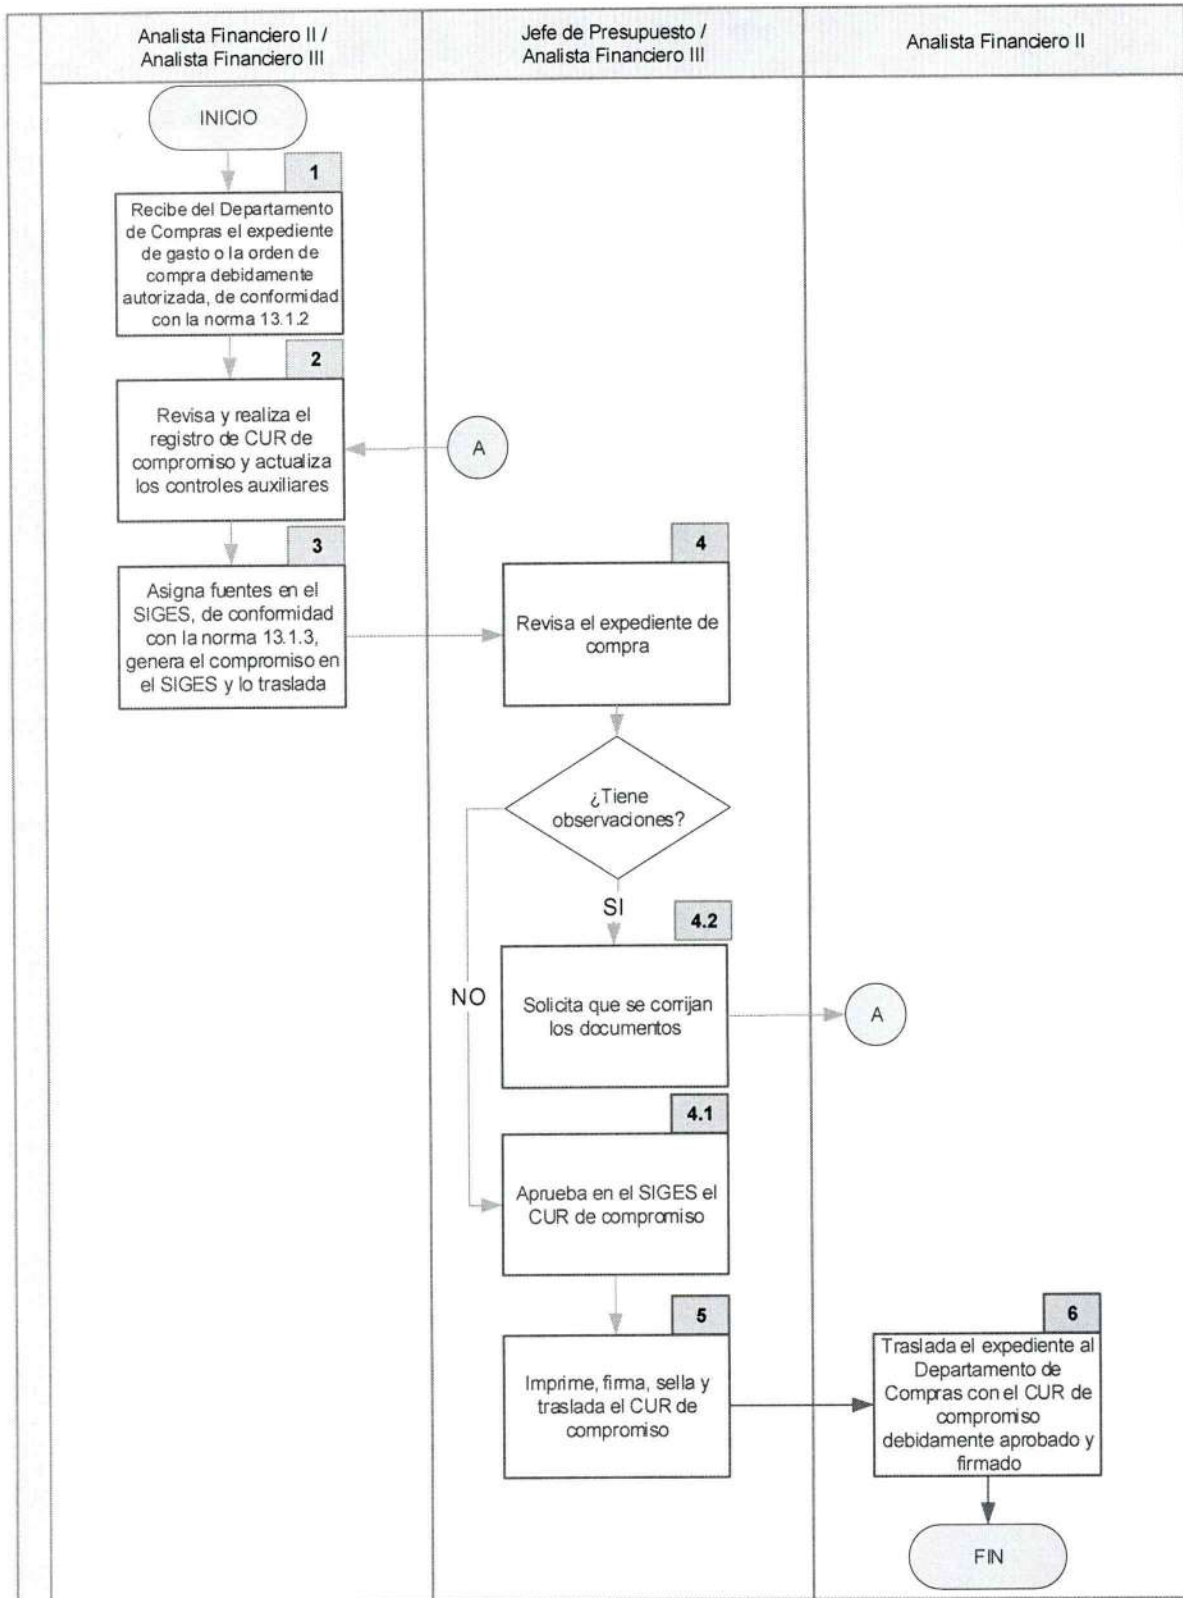 Analista Financiero II /
Analista Financiero III
Jefe de Presupuesto /
Analista Financiero III
Analista Financiero II
INICIO
1
Recibe del Departamento
de Compras el expediente
de gasto o la orden de
compra debidamente
autorizada, de conformidad
con la norma 13.1.2
2
Revisa y realiza el
registro de CUR de
compromiso y actualiza
los controles auxiliares
A
3
Asigna fuentes en el
SIGES, de conformidad
con la norma 13.1.3,
genera el compromiso en
el SIGES y lo traslada
4
Revisa el expediente de
compra
¿Tiene
observaciones?
SI
NO
4.2
Solicita que se corrijan
los documentos
A
4.1
Aprueba en el SIGES el
CUR de compromiso
5
Imprime, firma, sella y
traslada el CUR de
compromiso
6
Traslada el expediente al
Departamento de
Compras con el CUR de
compromiso
debidamente aprobado y
firmado
FIN